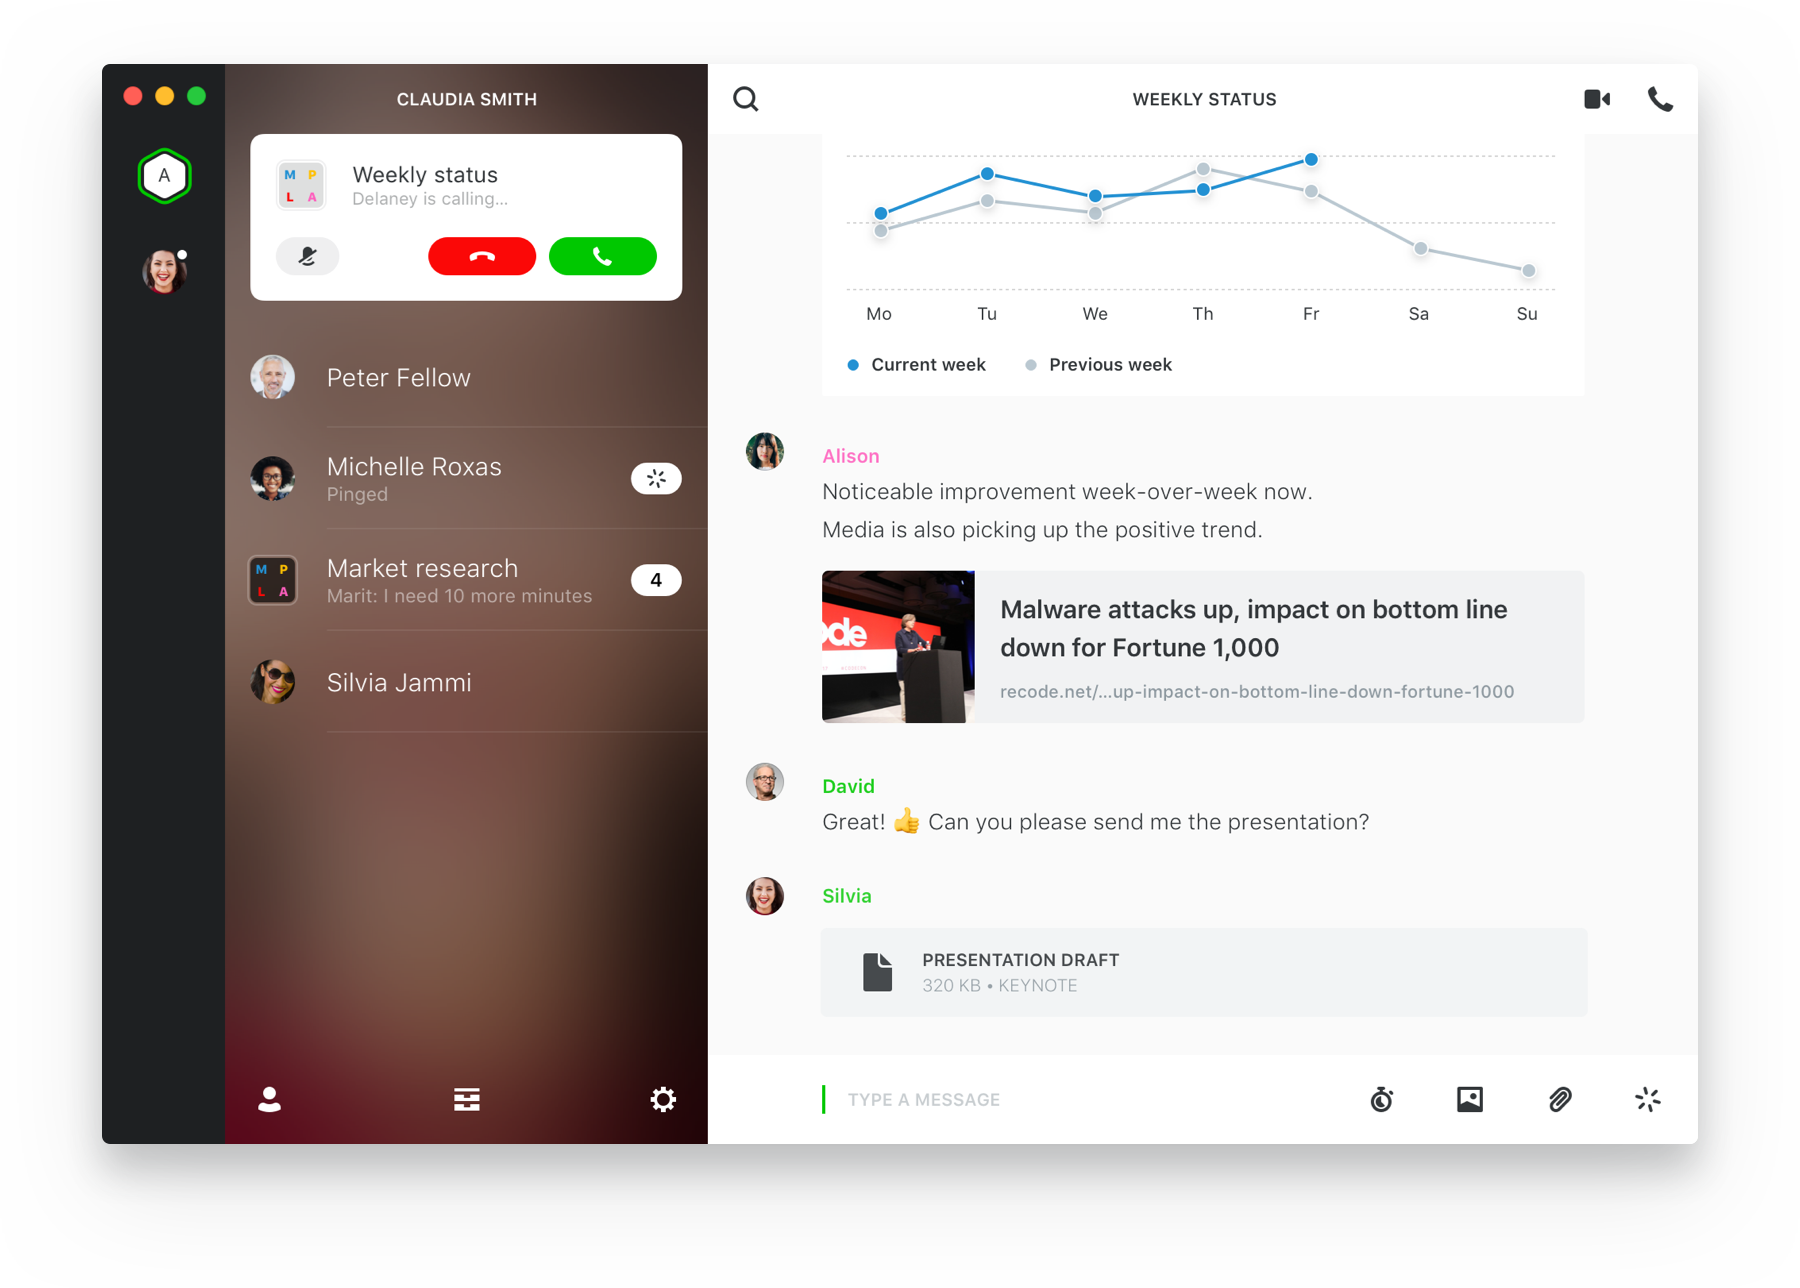 CLAUDIA SMITH
A
M P
L A
Weekly status
Delaney is calling...
Peter Fellow
Michelle Roxas
Pinged
M P
L A
Market research
Marit: I need 10 more minutes
4
Silvia Jammi
WEEKLY STATUS
Mo Tu We Th Fr Sa Su
Current week Previous week
Alison
Noticeable improvement week-over-week now.
Media is also picking up the positive trend.
ode
Malware attacks up, impact on bottom line
down for Fortune 1,000
recode.net/...up-impact-on-bottom-line-down-fortune-1000
David
Great! 👍 Can you please send me the presentation?
Silvia
PRESENTATION DRAFT
320 KB • KEYNOTE
TYPE A MESSAGE